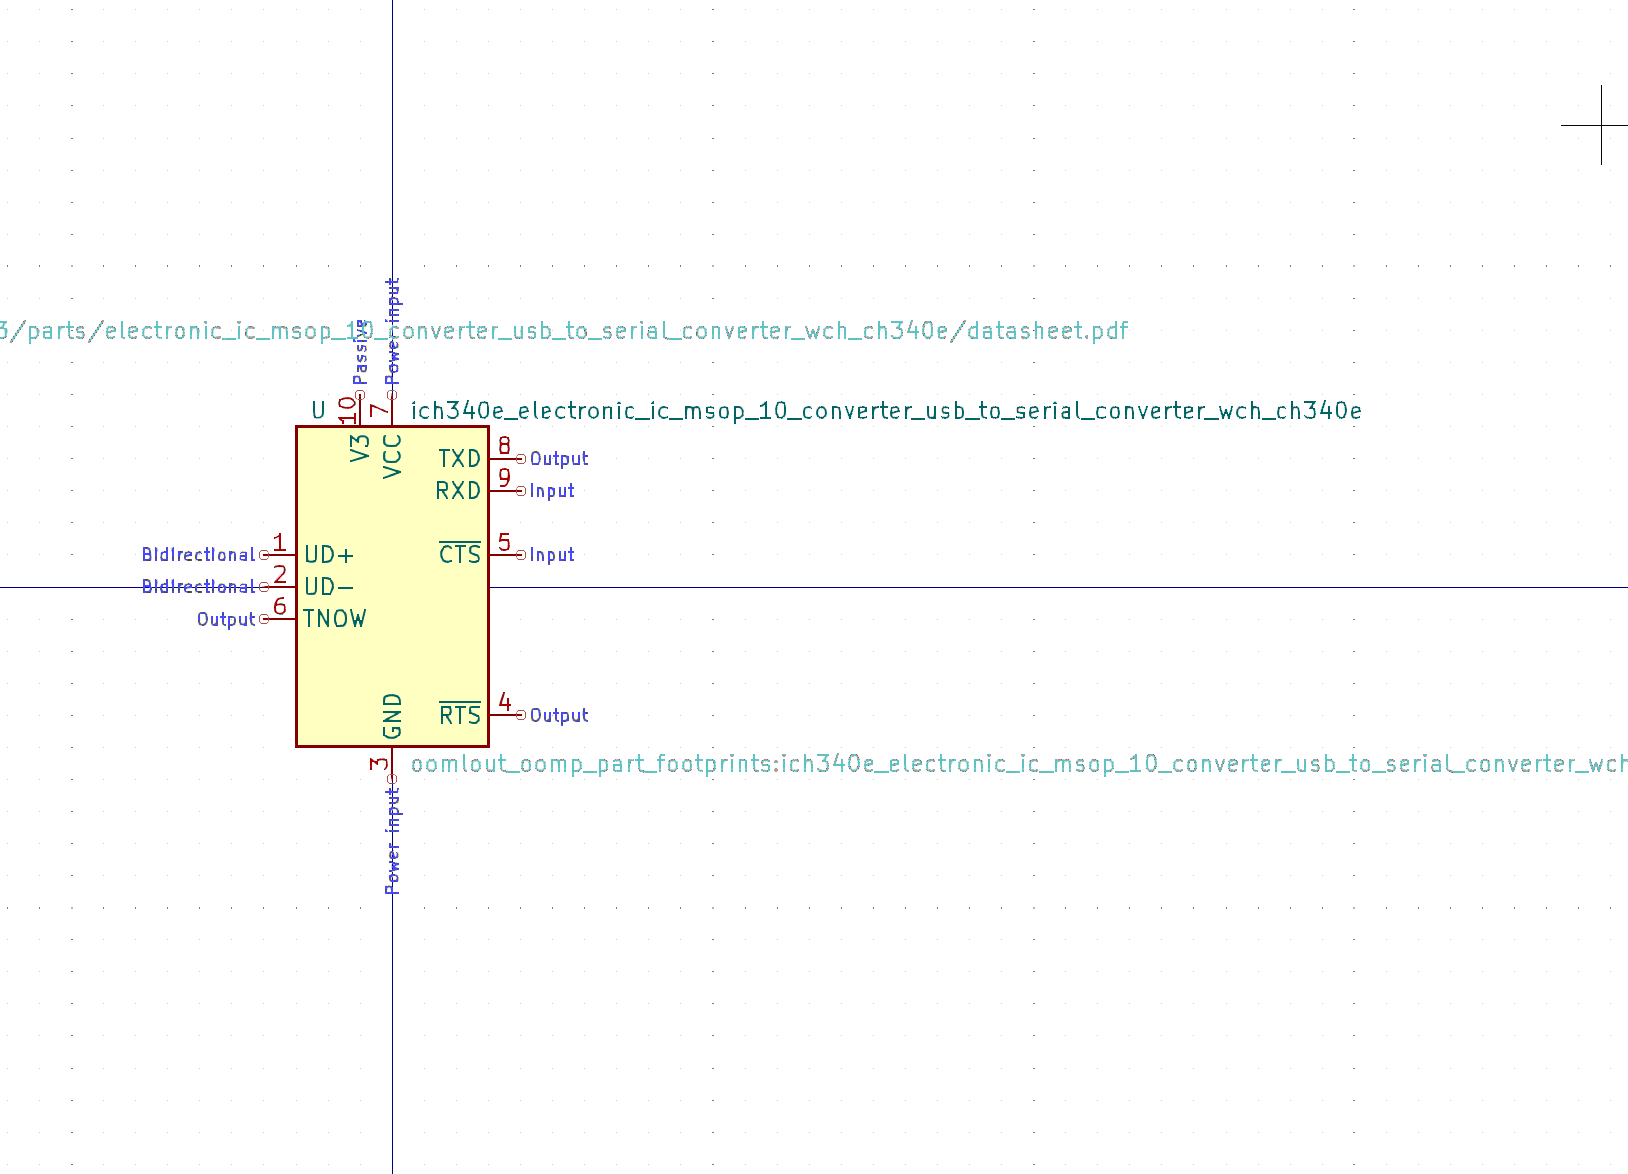 Power input
3/parts/electronic_ic_msop_10_converter_usb_to_serial_converter_wch_ch340e/datasheet.pdf
Passive
U 10 7 ich340e_electronic_ic_msop_10_converter_usb_to_serial_converter_wch_ch340e
V3 VCC TXD 8 Output
RXD 9 Input
Bidirectional 1 UD+ CTS 5 Input
Bidirectional 2 UD-
Output 6 TNOW
GND RTS 4 Output
3 oomlout_oomp_part_footprints:ich340e_electronic_ic_msop_10_converter_usb_to_serial_converter_wch
Power input